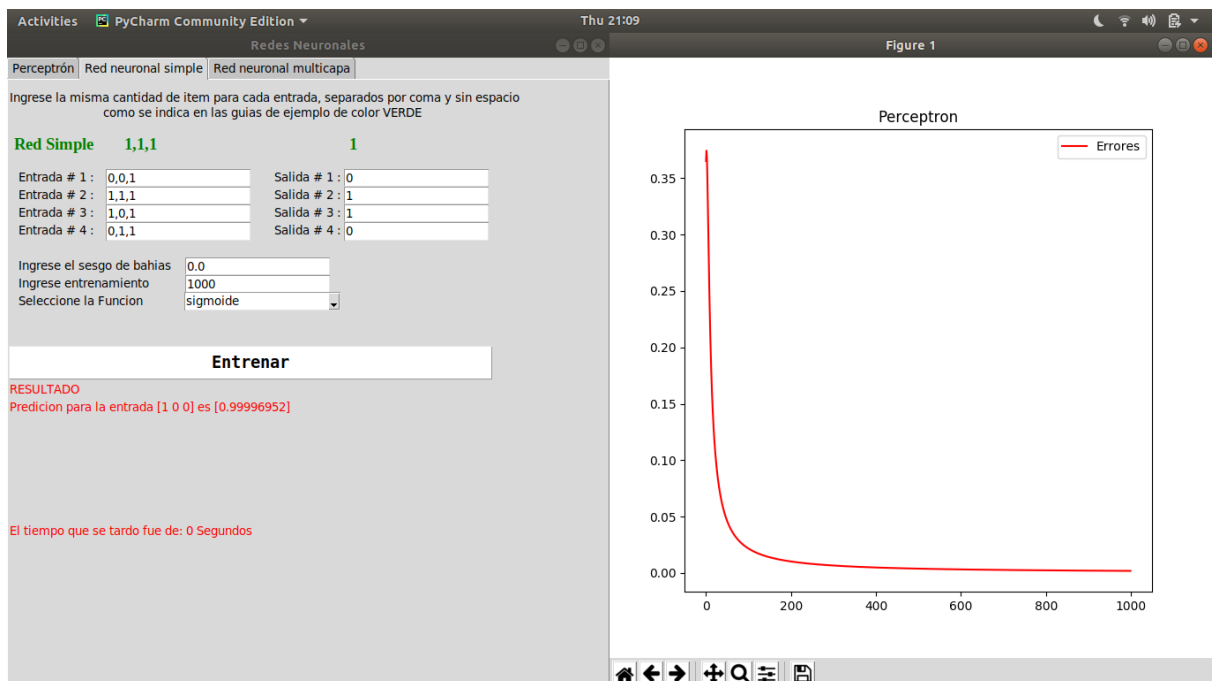 Activities PyCharm Community Edition Thu 21:09
Redes Neuronales
Perceptrón Red neuronal simple Red neuronal multicapa
Ingrese la misma cantidad de item para cada entrada, separados por coma y sin espacio
como se indica en las guias de ejemplo de color VERDE
Red Simple 1,1,1 1
Entrada # 1 : 0,0,1 Salida # 1 : 0
Entrada # 2 : 1,1,1 Salida # 2 : 1
Entrada # 3 : 1,0,1 Salida # 3 : 1
Entrada # 4 : 0,1,1 Salida # 4 : 0
Ingrese el sesgo de bahias 0.0
Ingrese entrenamiento 1000
Seleccione la Funcion sigmoide
Entrenar
RESULTADO
Predicion para la entrada [1 0 0] es [0.99996952]
El tiempo que se tardo fue de: 0 Segundos
Figure 1
Perceptron
Errores
0.35
0.30
0.25
0.20
0.15
0.10
0.05
0.00
0 200 400 600 800 1000